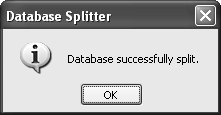 Database Splitter
Database successfully split.
OK